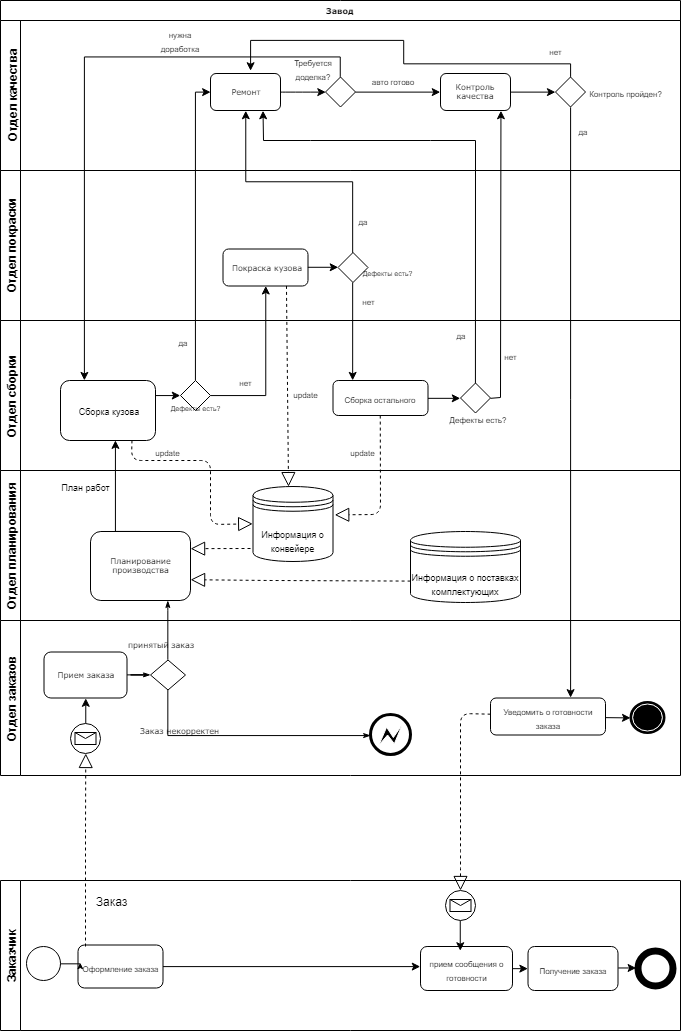 Завод
Отдел качества
нужна
доработка
Требуется
доделка?
нет
Ремонт
авто готово
Контроль
качества
Контроль пройден?
да
Отдел покраски
да
Покраска кузова
Дефекты есть?
нет
Отдел сборки
да
да
нет
нет
Сборка кузова
Дефекты есть?
update
Сборка остального
Дефекты есть?
update
update
Отдел планирования
План работ
Информация о
конвейере
Планирование
производства
Информация о поставках
комплектующих
Отдел заказов
принятый заказ
Прием заказа
Заказ некорректен
Уведомить о готовности
заказа
Заказчик
Заказ
Оформление заказа
прием сообщения о
готовности
Получение заказа